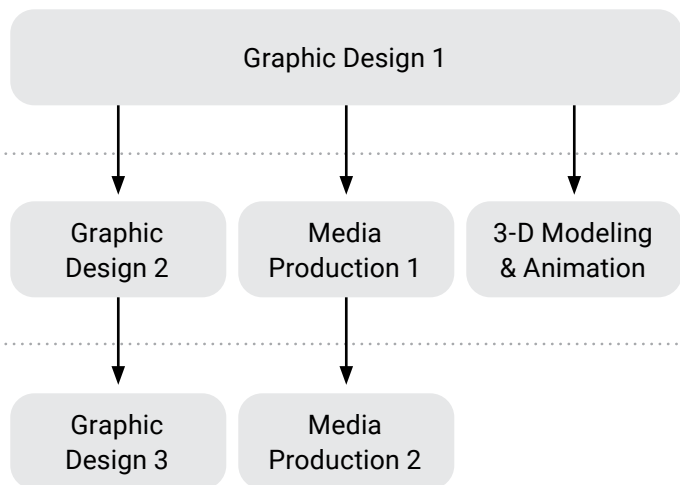 Graphic Design 1
Graphic
Design 2
Media
Production 1
3-D Modeling
& Animation
Graphic
Design 3
Media
Production 2